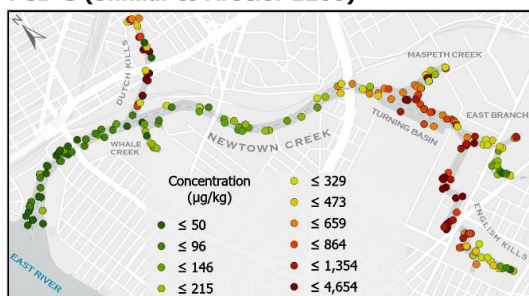 N
DUTCH KILLS
MASPETH CREEK
EAST BRANCH
TURNING BASIN
NEWTOWN CREEK
WHALE CREEK
ENGLISH KILLS
EAST RIVER
Concentration
(µg/kg)
≤ 50
≤ 96
≤ 146
≤ 215
≤ 329
≤ 473
≤ 659
≤ 864
≤ 1,354
≤ 4,654